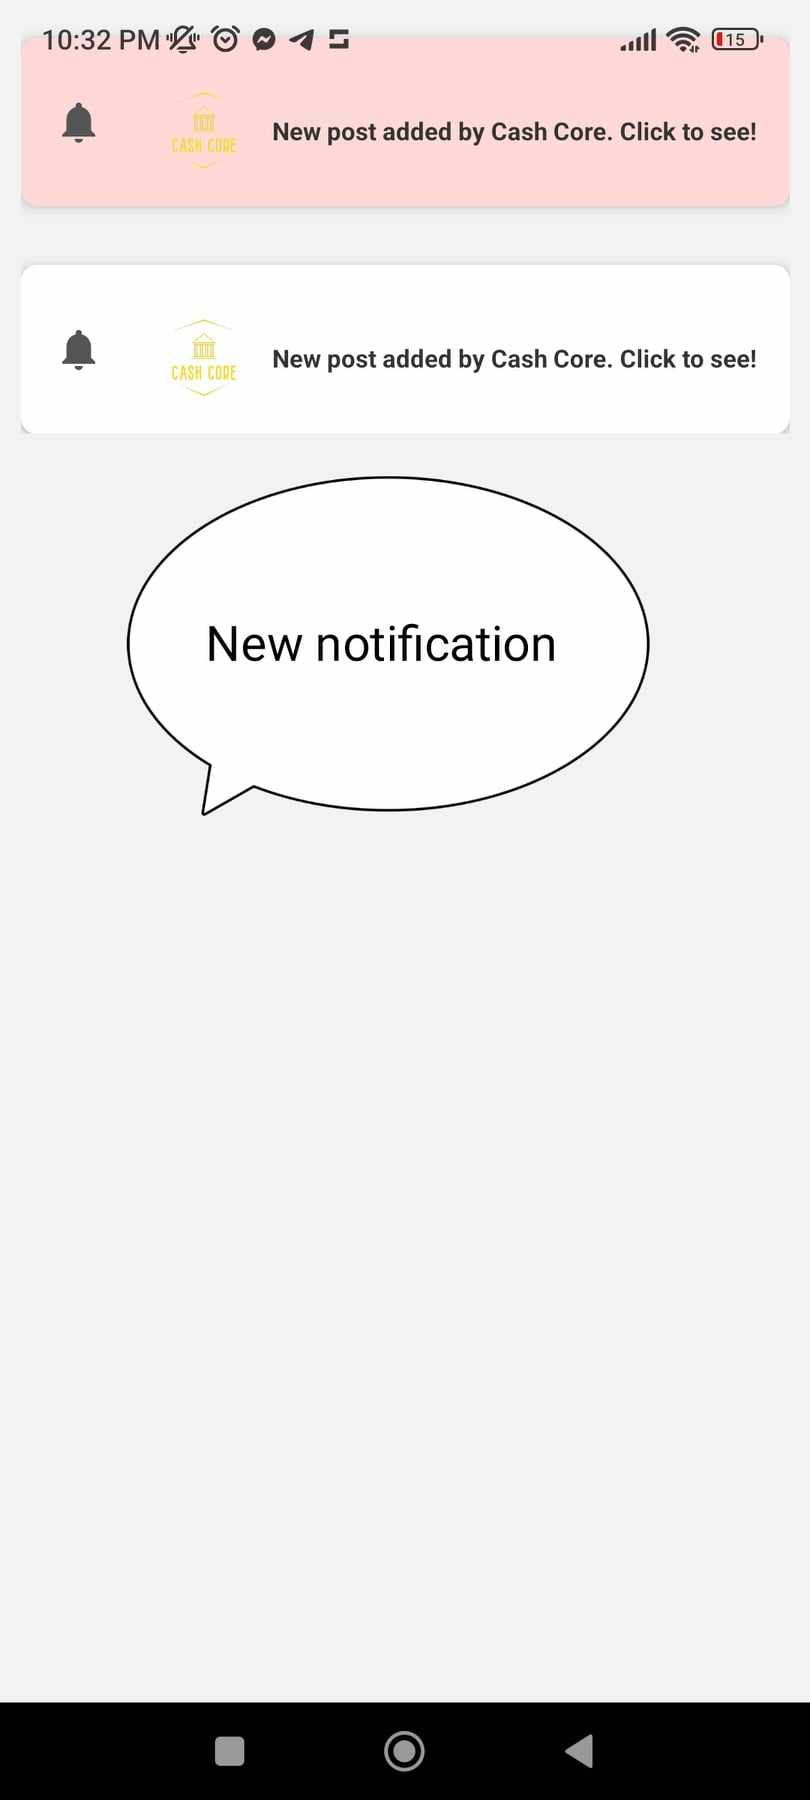 10:32 PM
15
CASH CORE
New post added by Cash Core. Click to see!
CASH CORE
New post added by Cash Core. Click to see!
New notification